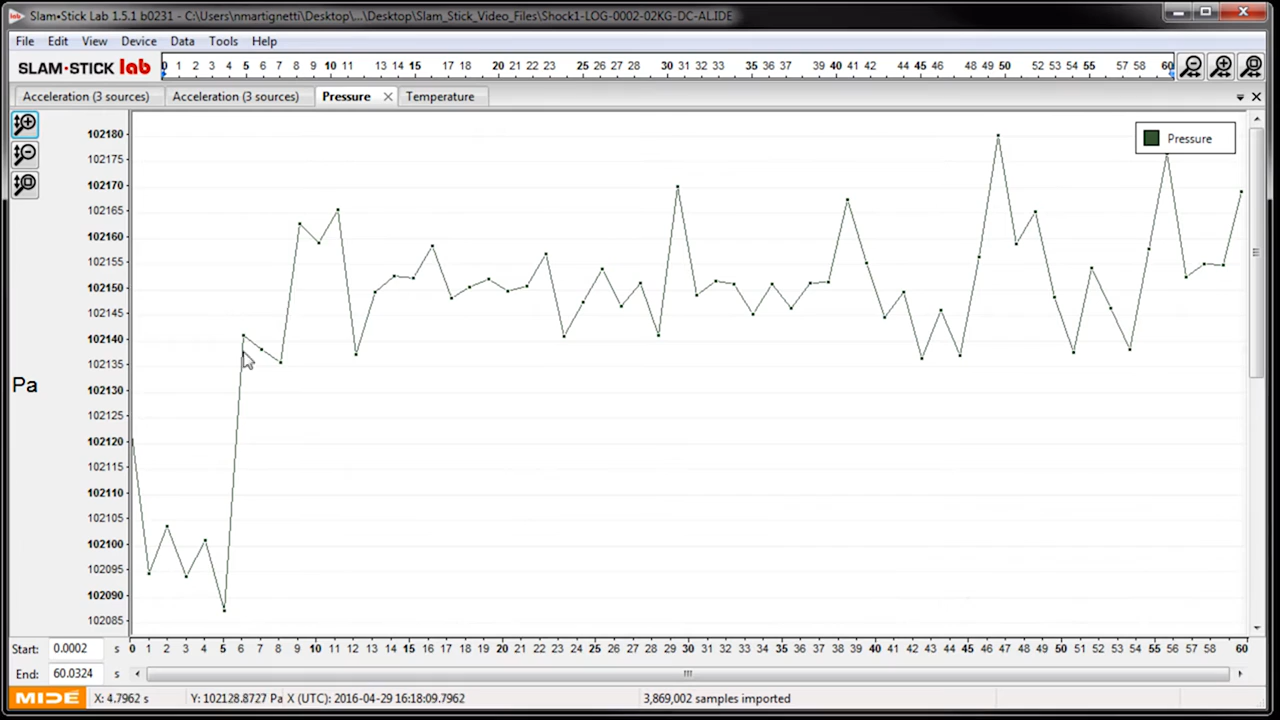 Slam•Stick Lab 1.5.1 b0231 - C:\Users\nmartignetti\Desktop\...\Desktop\Slam_Stick_Video_Files\Shock1-LOG-0002-02KG-DC-AL.IDE
File Edit View Device Data Tools Help
SLAM•STICK lab
0 1 2 3 4 5 6 7 8 9 10 11 13 14 15 17 18 20 21 22 23 24 25 26 27 28 30 31 32 34 35 37 38 40 41 42 44 45 47 48 49 50 52 53 54 55 57 58 60
Acceleration (3 sources) Acceleration (3 sources) Pressure Temperature
Pressure
102180
102175
102170
102165
102160
102155
102150
102145
102140
102135
Pa
102130
102125
102120
102115
102110
102105
102100
102095
102090
102085
Start: 0.0002 s
0 1 2 3 4 5 6 7 8 9 10 11 12 13 14 15 16 17 18 19 20 21 22 23 24 25 26 27 28 29 30 31 32 33 34 35 36 37 38 39 40 41 42 43 44 45 46 47 48 49 50 51 52 53 54 55 56 57 58 60
End: 60.0324 s
MIDE X: 4.7962 s Y: 102128.8727 Pa X (UTC): 2016-04-29 16:18:09.7962 3,869,002 samples imported